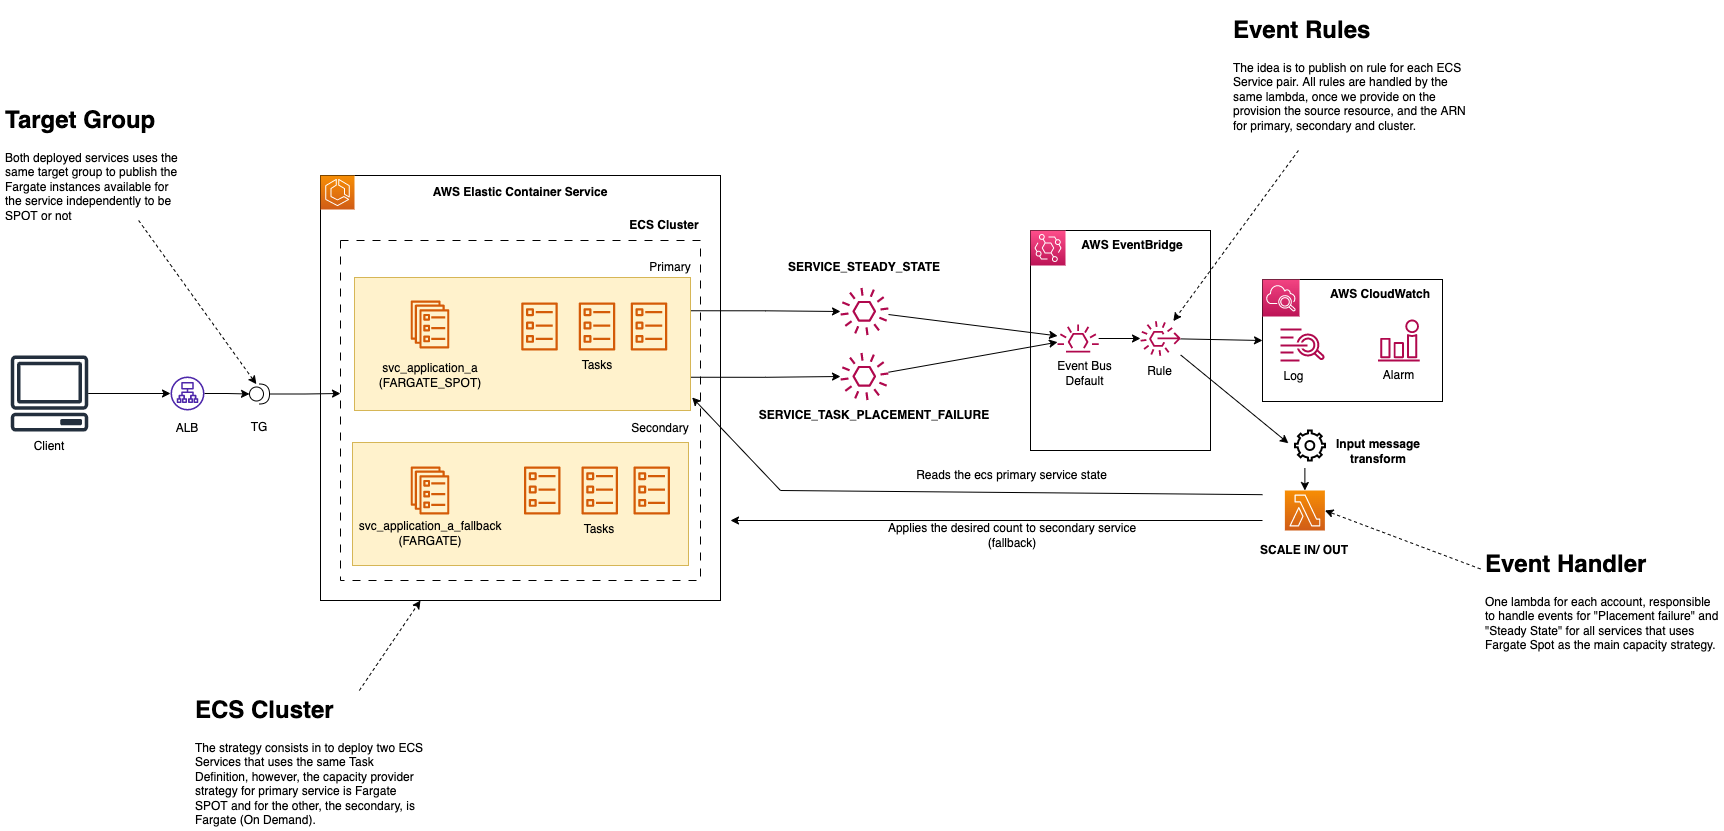 Event Rules
The idea is to publish on rule for each ECS
Service pair. All rules are handled by the
same lambda, once we provide on the
provision the source resource, and the ARN
for primary, secondary and cluster.
Target Group
Both deployed services uses the
same target group to publish the
Fargate instances available for
the service independently to be
SPOT or not
AWS Elastic Container Service
ECS Cluster
Primary
svc_application_a
(FARGATE_SPOT)
Tasks
Secondary
svc_application_a_fallback
(FARGATE)
Tasks
Client
ALB
TG
SERVICE_STEADY_STATE
SERVICE_TASK_PLACEMENT_FAILURE
AWS EventBridge
Event Bus
Default
Rule
AWS CloudWatch
Log
Alarm
Input message
transform
Reads the ecs primary service state
Applies the desired count to secondary service
(fallback)
SCALE IN/ OUT
Event Handler
One lambda for each account, responsible
to handle events for "Placement failure" and
"Steady State" for all services that uses
Fargate Spot as the main capacity strategy.
ECS Cluster
The strategy consists in to deploy two ECS
Services that uses the same Task
Definition, however, the capacity provider
strategy for primary service is Fargate
SPOT and for the other, the secondary, is
Fargate (On Demand).